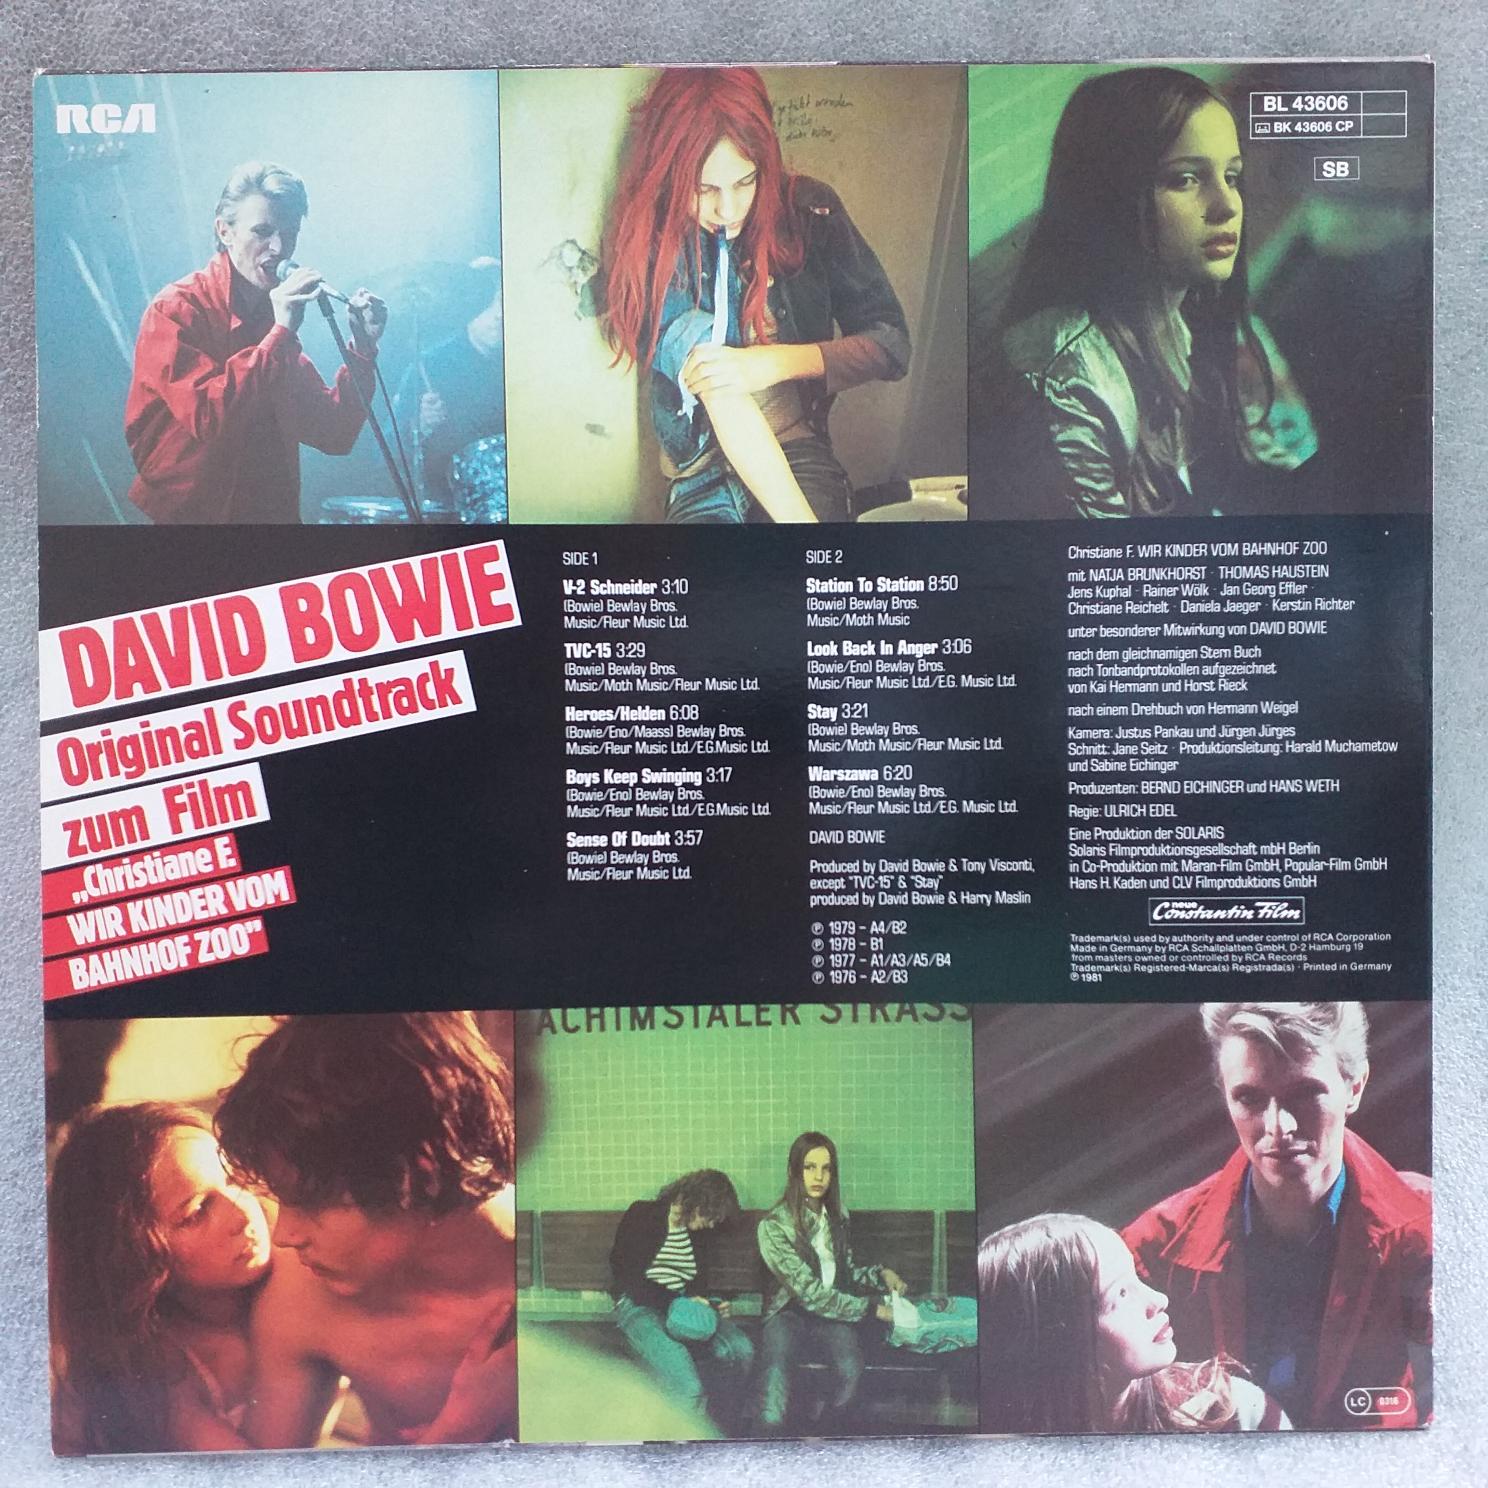 RCA
BL 43606
BK 43606 CP
SB
DAVID BOWIE
Original Soundtrack
zum Film
„Christiane F.
WIR KINDER VOM
BAHNHOF ZOO"
SIDE 1
V-2 Schneider 3:10
(Bowie) Bewlay Bros.
Music/Fleur Music Ltd.
TVC-15 3:29
(Bowie) Bewlay Bros.
Music/Moth Music/Fleur Music Ltd.
Heroes/Helden 6:08
(Bowie/Eno/Maass) Bewlay Bros.
Music/Fleur Music Ltd./E.G.Music Ltd.
Boys Keep Swinging 3:17
(Bowie/Eno) Bewlay Bros.
Music/Fleur Music Ltd./E.G.Music Ltd.
Sense Of Doubt 3:57
(Bowie) Bewlay Bros.
Music/Fleur Music Ltd.
SIDE 2
Station To Station 8:50
(Bowie) Bewlay Bros.
Music/Moth Music
Look Back In Anger 3:06
(Bowie/Eno) Bewlay Bros.
Music/Fleur Music Ltd./E.G. Music Ltd.
Stay 3:21
(Bowie) Bewlay Bros.
Music/Moth Music/Fleur Music Ltd.
Warszawa 6:20
(Bowie/Eno) Bewlay Bros.
Music/Fleur Music Ltd./E.G. Music Ltd.
DAVID BOWIE
Produced by David Bowie & Tony Visconti,
except "TVC-15" & "Stay"
produced by David Bowie & Harry Maslin
℗ 1979 – A4/B2
℗ 1978 – B1
℗ 1977 – A1/A3/A5/B4
℗ 1976 – A2/B3
Christiane F. WIR KINDER VOM BAHNHOF ZOO
mit NATJA BRUNKHORST · THOMAS HAUSTEIN
Jens Kuphal · Rainer Wölk · Jan Georg Effler ·
Christiane Reichelt · Daniela Jaeger · Kerstin Richter
unter besonderer Mitwirkung von DAVID BOWIE
nach dem gleichnamigen Stern Buch
nach Tonbandprotokollen aufgezeichnet
von Kai Hermann und Horst Rieck
nach einem Drehbuch von Hermann Weigel
Kamera: Justus Pankau und Jürgen Jürges
Schnitt: Jane Seitz · Produktionsleitung: Harald Muchametow
und Sabine Eichinger
Produzenten: BERND EICHINGER und HANS WETH
Regie: ULRICH EDEL
Eine Produktion der SOLARIS
Solaris Filmproduktionsgesellschaft mbH Berlin
in Co-Produktion mit Maran-Film GmbH, Popular-Film GmbH
Hans H. Kaden und CLV Filmproduktions GmbH
neue
Constantin Film
Trademark(s) used by authority and under control of RCA Corporation
Made in Germany by RCA Schallplatten GmbH, D-2 Hamburg 19
from masters owned or controlled by RCA Records
Trademark(s) Registered-Marca(s) Registrada(s) · Printed in Germany
℗ 1981
ACHIMSTALER STRASS
LC 0316